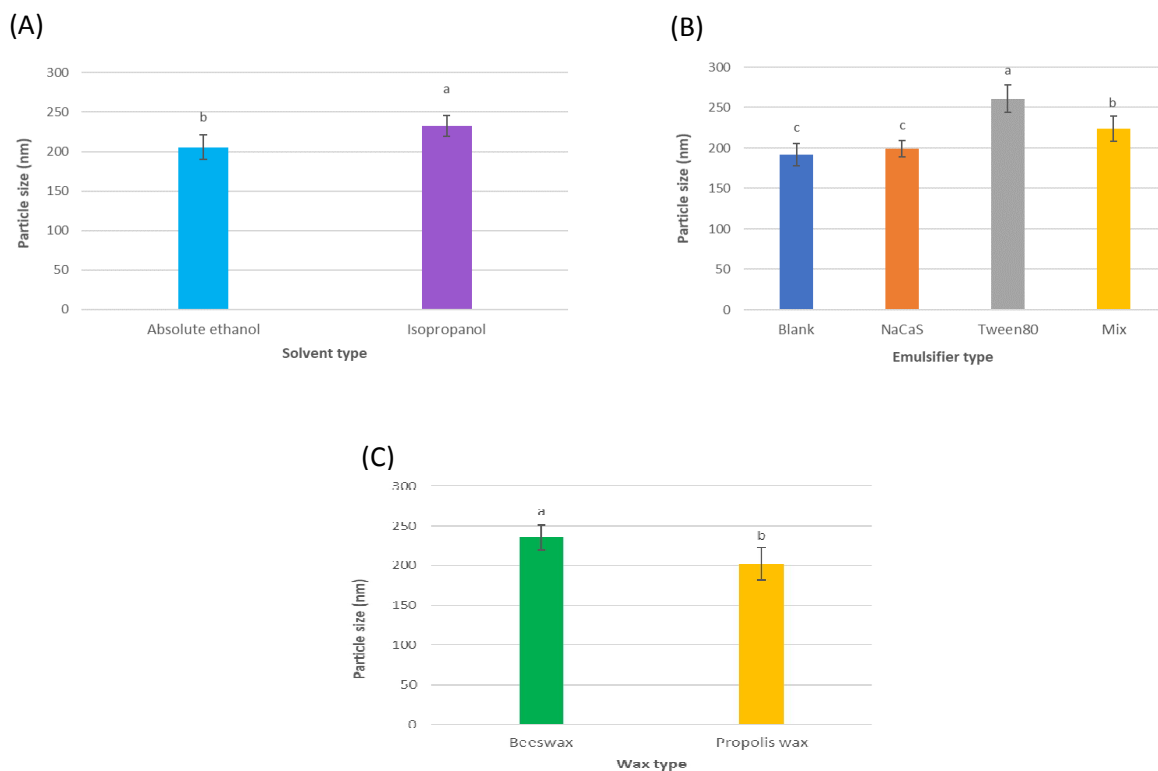 (A)
300
250
200
150
100
50
0
Particle size (nm)
b
a
Absolute ethanol
Isopropanol
Solvent type
(B)
300
250
200
150
100
50
0
Particle size (nm)
c
c
a
b
Blank
NaCaS
Tween80
Mix
Emulsifier type
(C)
300
250
200
150
100
50
0
Particle size (nm)
a
b
Beeswax
Propolis wax
Wax type